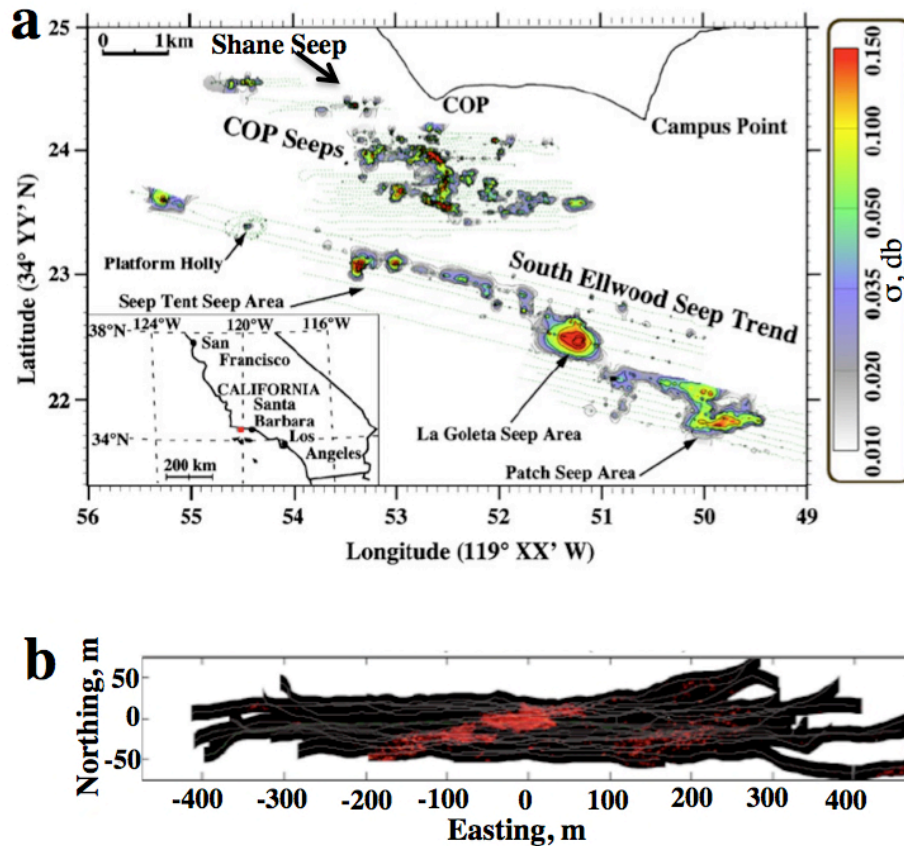 a
0 1km
Shane Seep
COP
Campus Point
COP Seeps
Platform Holly
Seep Tent Seep Area
South Ellwood Seep Trend
La Goleta Seep Area
Patch Seep Area
25
24
23
22
Latitude (34° YY' N)
56 55 54 53 52 51 50 49
Longitude (119° XX' W)
124°W 120°W 116°W
38°N
San
Francisco
CALIFORNIA
Santa
Barbara
Los
Angeles
34°N
200 km
0.150
0.100
0.050
0.035
0.020
0.010
σ, db
b
50
0
-50
Northing, m
-400 -300 -200 -100 0 100 200 300 400
Easting, m